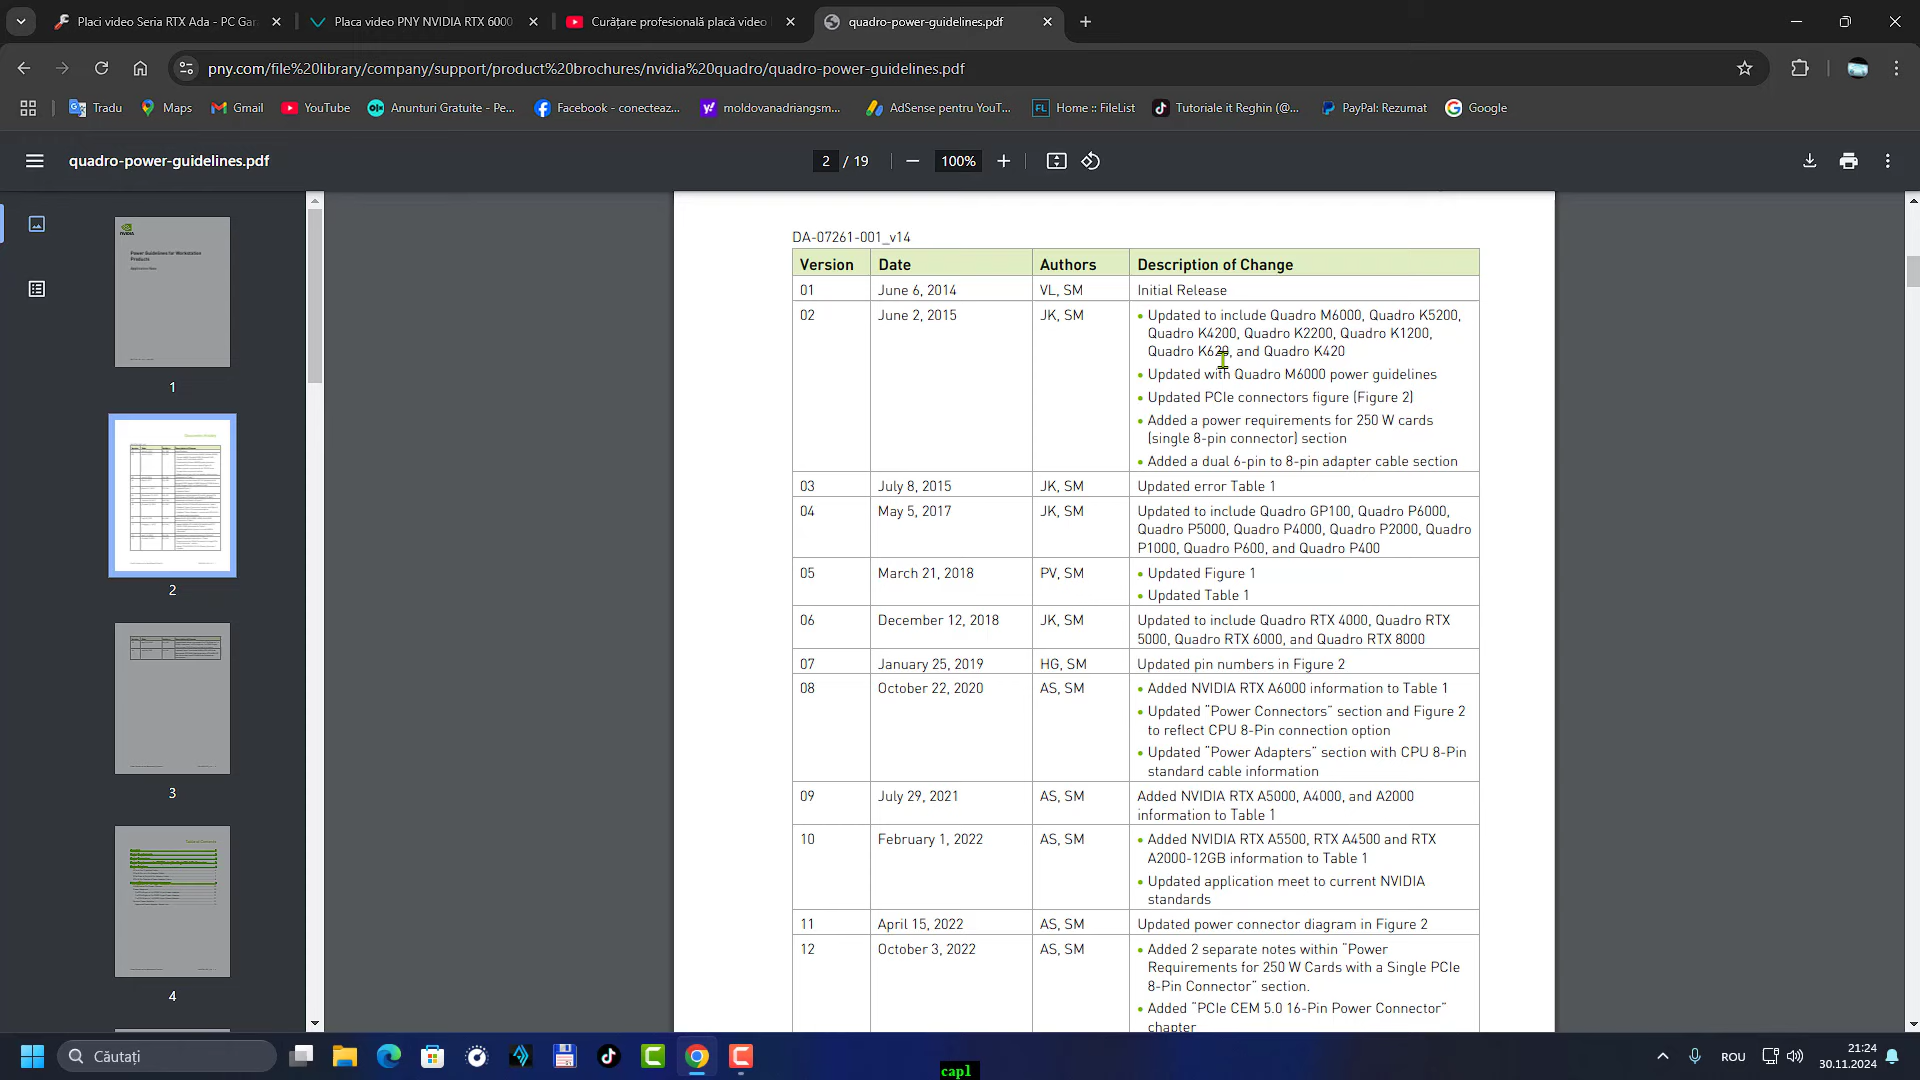 Placi video Seria RTX Ada - PC Gar
Placa video PNY NVIDIA RTX 6000
Curățare profesională placă video
quadro-power-guidelines.pdf
pny.com/file%20library/company/support/product%20brochures/nvidia%20quadro/quadro-power-guidelines.pdf
Tradu
Maps
Gmail
YouTube
Anunturi Gratuite - Pe...
Facebook - conecteaz...
moldovanadriangsm...
AdSense pentru YouT...
Home :: FileList
Tutoriale it Reghin (@...
PayPal: Rezumat
Google
quadro-power-guidelines.pdf
2 / 19
100%
1
2
3
4
DA-07261-001_v14
Version Date Authors Description of Change
01 June 6, 2014 VL, SM Initial Release
02 June 2, 2015 JK, SM • Updated to include Quadro M6000, Quadro K5200,
Quadro K4200, Quadro K2200, Quadro K1200,
Quadro K620, and Quadro K420
• Updated with Quadro M6000 power guidelines
• Updated PCIe connectors figure (Figure 2)
• Added a power requirements for 250 W cards
(single 8-pin connector) section
• Added a dual 6-pin to 8-pin adapter cable section
03 July 8, 2015 JK, SM Updated error Table 1
04 May 5, 2017 JK, SM Updated to include Quadro GP100, Quadro P6000,
Quadro P5000, Quadro P4000, Quadro P2000, Quadro
P1000, Quadro P600, and Quadro P400
05 March 21, 2018 PV, SM • Updated Figure 1
• Updated Table 1
06 December 12, 2018 JK, SM Updated to include Quadro RTX 4000, Quadro RTX
5000, Quadro RTX 6000, and Quadro RTX 8000
07 January 25, 2019 HG, SM Updated pin numbers in Figure 2
08 October 22, 2020 AS, SM • Added NVIDIA RTX A6000 information to Table 1
• Updated "Power Connectors" section and Figure 2
to reflect CPU 8-Pin connection option
• Updated "Power Adapters" section with CPU 8-Pin
standard cable information
09 July 29, 2021 AS, SM Added NVIDIA RTX A5000, A4000, and A2000
information to Table 1
10 February 1, 2022 AS, SM • Added NVIDIA RTX A5500, RTX A4500 and RTX
A2000-12GB information to Table 1
• Updated application meet to current NVIDIA
standards
11 April 15, 2022 AS, SM Updated power connector diagram in Figure 2
12 October 3, 2022 AS, SM • Added 2 separate notes within "Power
Requirements for 250 W Cards with a Single PCIe
8-Pin Connector" section.
• Added "PCIe CEM 5.0 16-Pin Power Connector"
chapter
Căutați
capl
ROU
21:24
30.11.2024